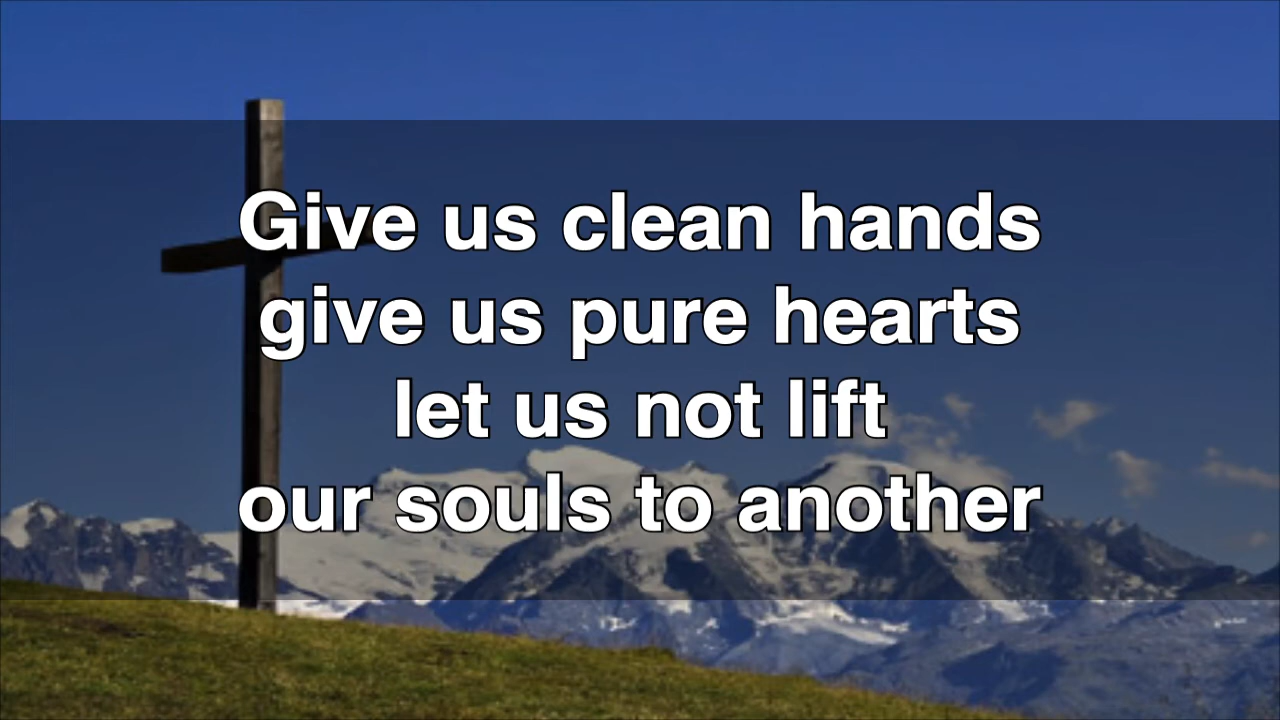 Give us clean hands
give us pure hearts
let us not lift
our souls to another